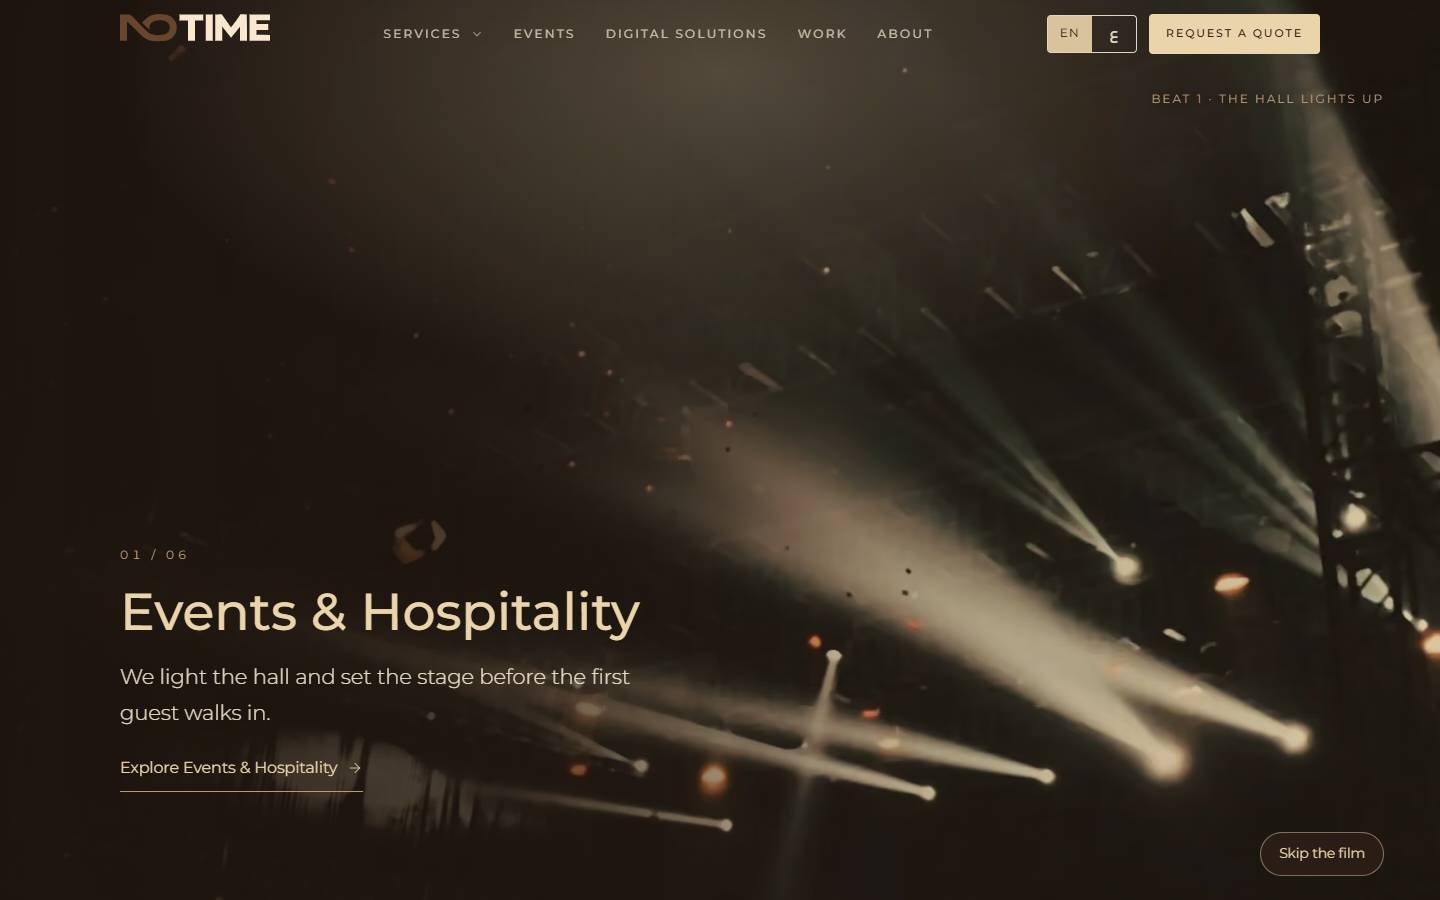 NO TIME
SERVICES
EVENTS
DIGITAL SOLUTIONS
WORK
ABOUT
EN
ع
REQUEST A QUOTE
BEAT 1 · THE HALL LIGHTS UP
01 / 06
Events & Hospitality
We light the hall and set the stage before the first
guest walks in.
Explore Events & Hospitality →
Skip the film